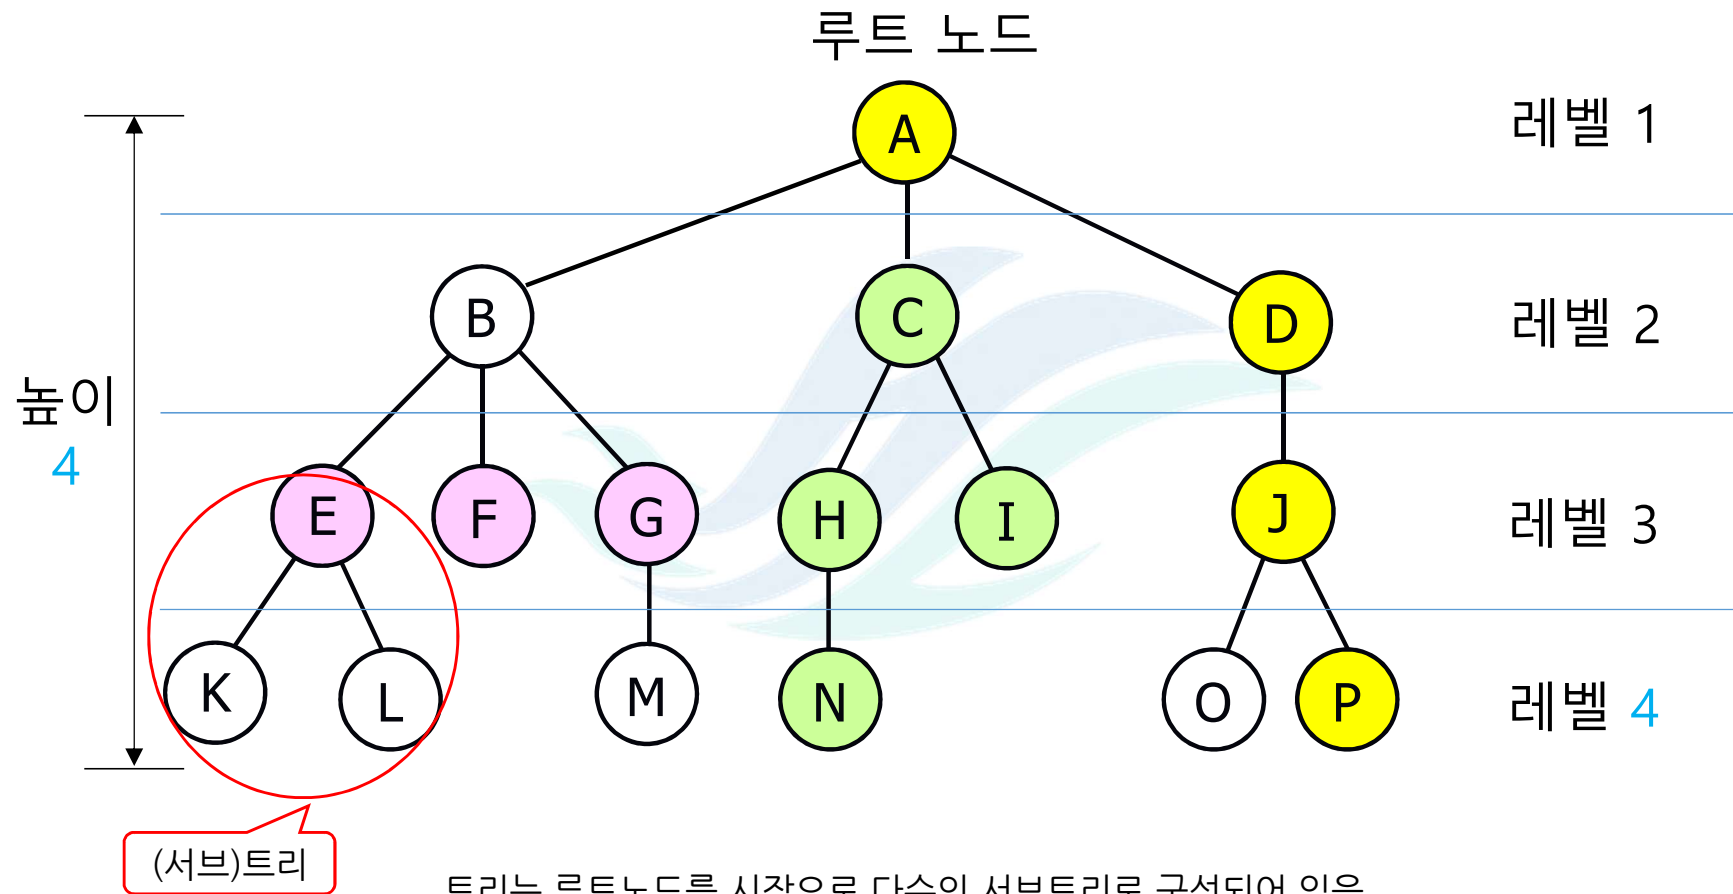 루트 노드
A
레벨 1
B
C
D
레벨 2
높이
4
E
F
G
H
I
J
레벨 3
K
L
M
N
O
P
레벨 4
(서브)트리
트리는 루트노드를 시작으로 다수의 서브트리로 구성되어 있음